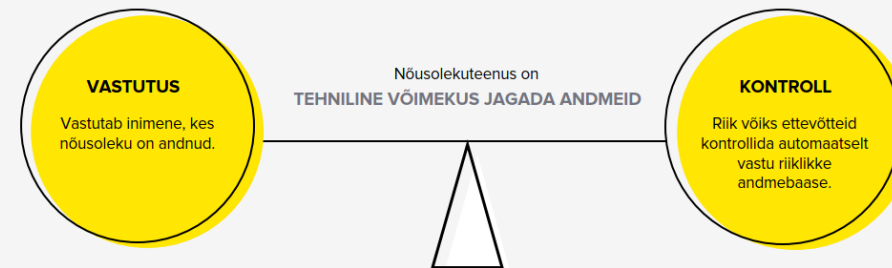 VASTUTUS
Vastutab inimene, kes
nõusoleku on andnud.
Nõusolekuteenus on
TEHNILINE VÕIMEKUS JAGADA ANDMEID
KONTROLL
Riik võiks ettevõtteid
kontrollida automaatselt
vastu riiklikke
andmebaase.